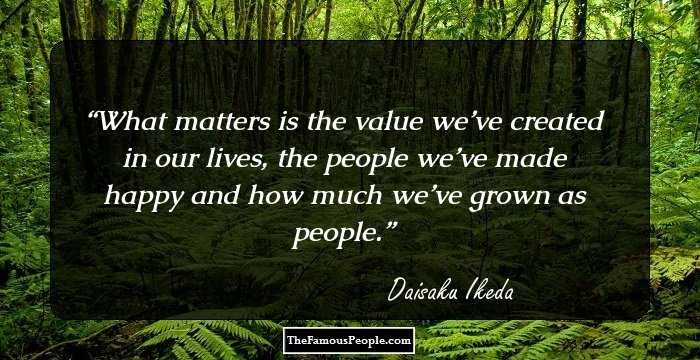 “What matters is the value we’ve created
in our lives, the people we’ve made
happy and how much we’ve grown as
people.”
Daisaku Ikeda
TheFamousPeople.com